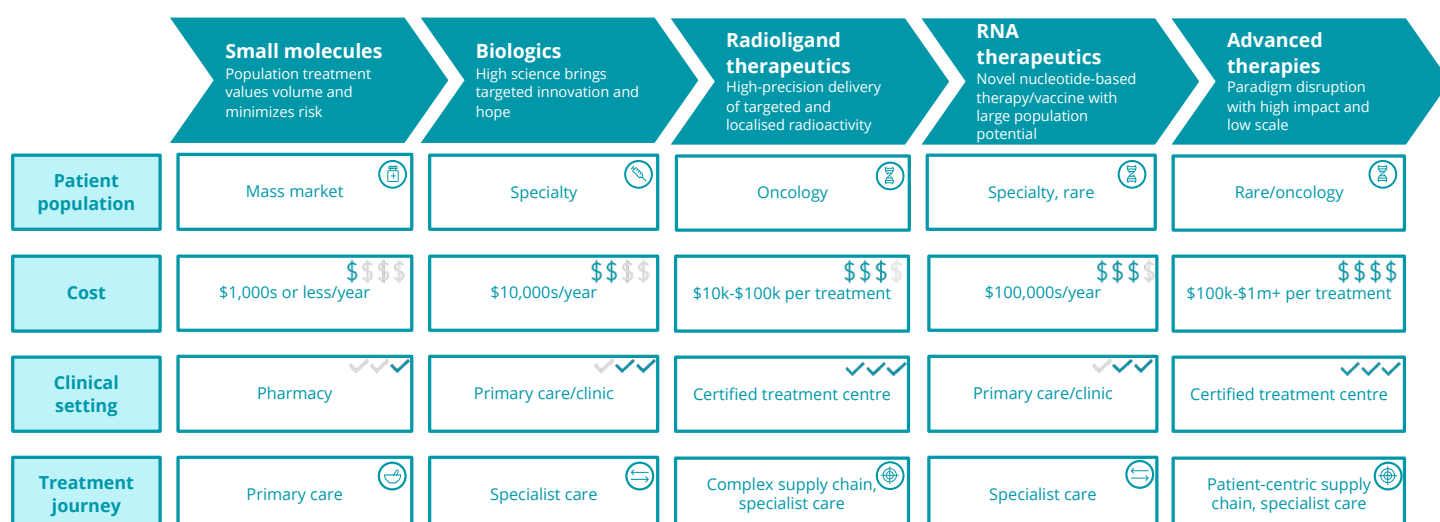 Small molecules
Population treatment
values volume and
minimizes risk
Biologics
High science brings
targeted innovation and
hope
Radioligand
therapeutics
High-precision delivery
of targeted and
localised radioactivity
RNA
therapeutics
Novel nucleotide-based
therapy/vaccine with
large population
potential
Advanced
therapies
Paradigm disruption
with high impact and
low scale
Patient
population
Mass market
Specialty
Oncology
Specialty, rare
Rare/oncology
Cost
$$$$
$1,000s or less/year
$$$$
$10,000s/year
$$$$
$10k-$100k per treatment
$$$$
$100,000s/year
$$$$
$100k-$1m+ per treatment
Clinical
setting
Pharmacy
Primary care/clinic
Certified treatment centre
Primary care/clinic
Certified treatment centre
Treatment
journey
Primary care
Specialist care
Complex supply chain,
specialist care
Specialist care
Patient-centric supply
chain, specialist care